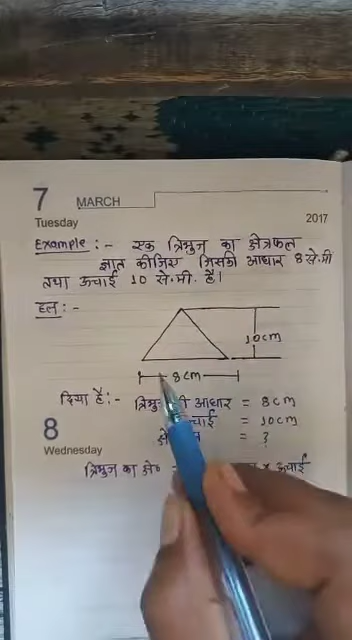 7 MARCH
Tuesday 2017
Example :- एक त्रिभुज का क्षेत्रफल
ज्ञात कीजिए जिसकी आधार 8 से.मी
तथा ऊंचाई 10 से.मी. है।
हल :-
10cm
8cm
दिया है:- आधार = 8cm
8 = 10cm
= ?
Wednesday
त्रिभुज का क्षे० = × ऊंचाई